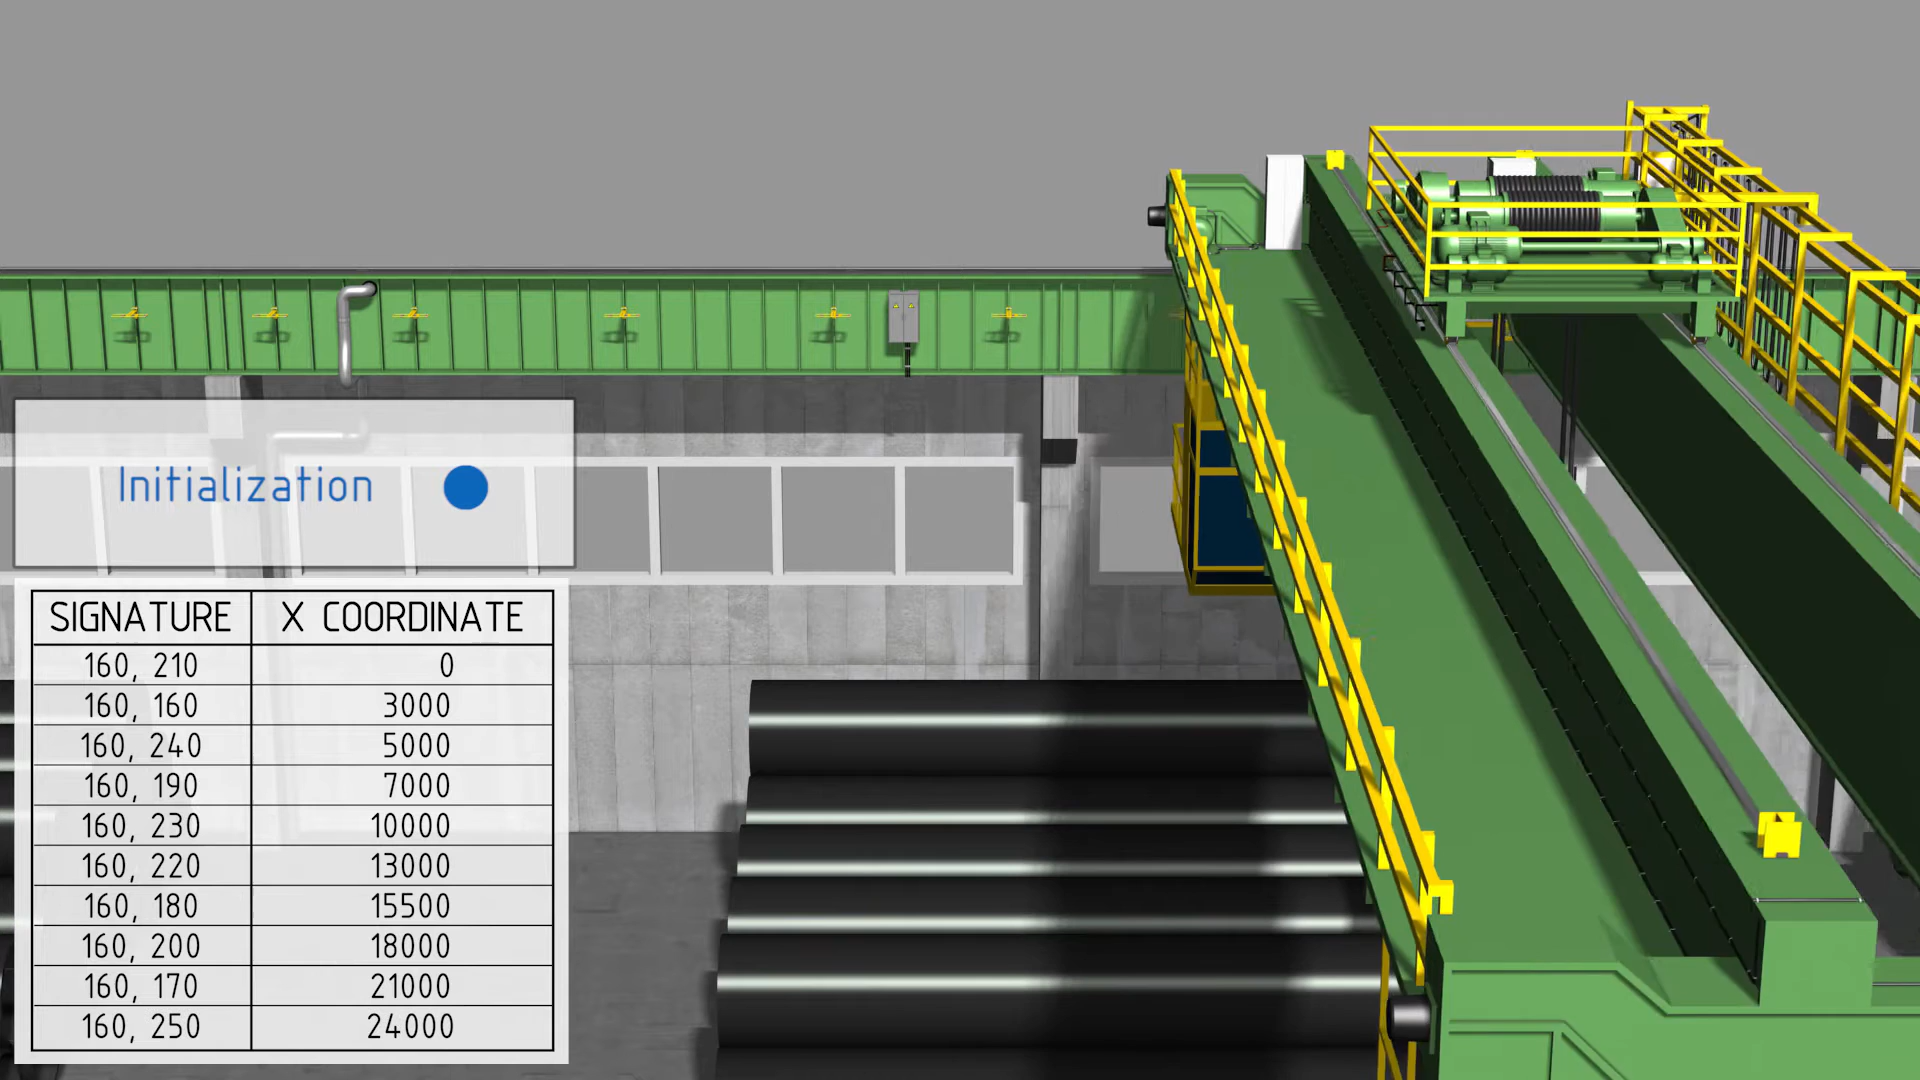 Initialization
SIGNATURE X COORDINATE
160, 210 0
160, 160 3000
160, 240 5000
160, 190 7000
160, 230 10000
160, 220 13000
160, 180 15500
160, 200 18000
160, 170 21000
160, 250 24000